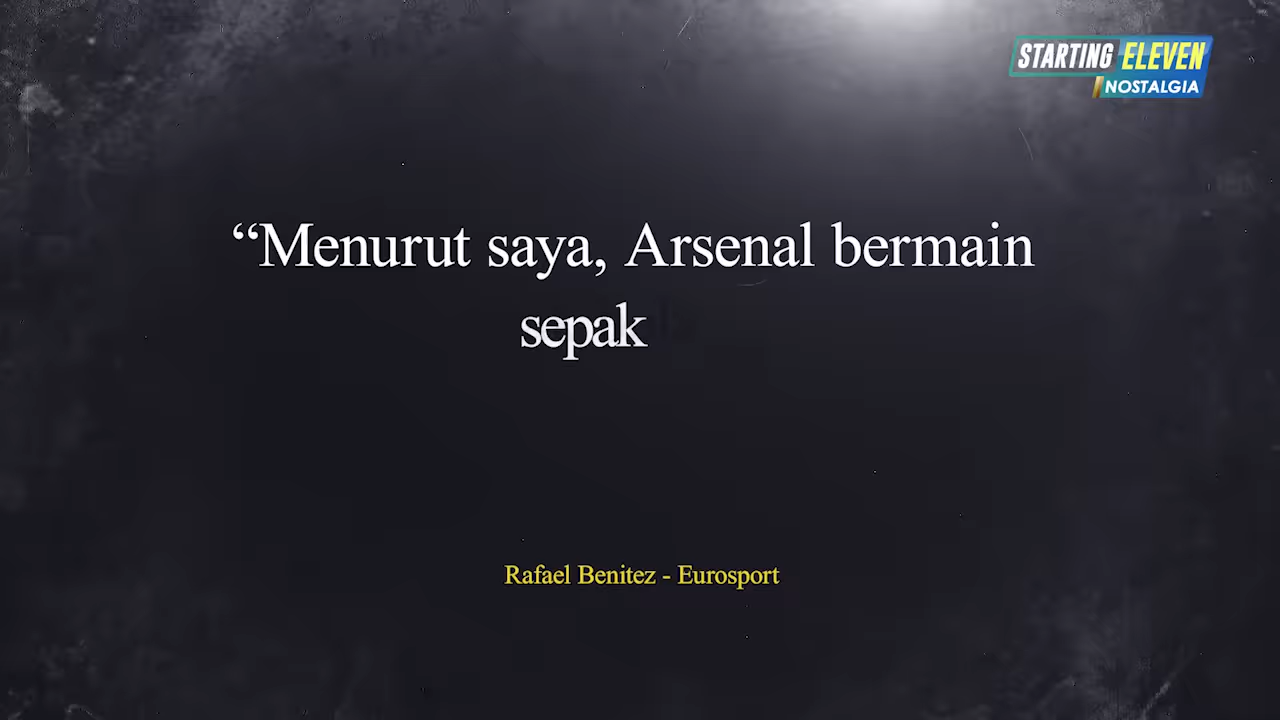 STARTING ELEVEN
NOSTALGIA
“Menurut saya, Arsenal bermain
sepak
Rafael Benitez - Eurosport